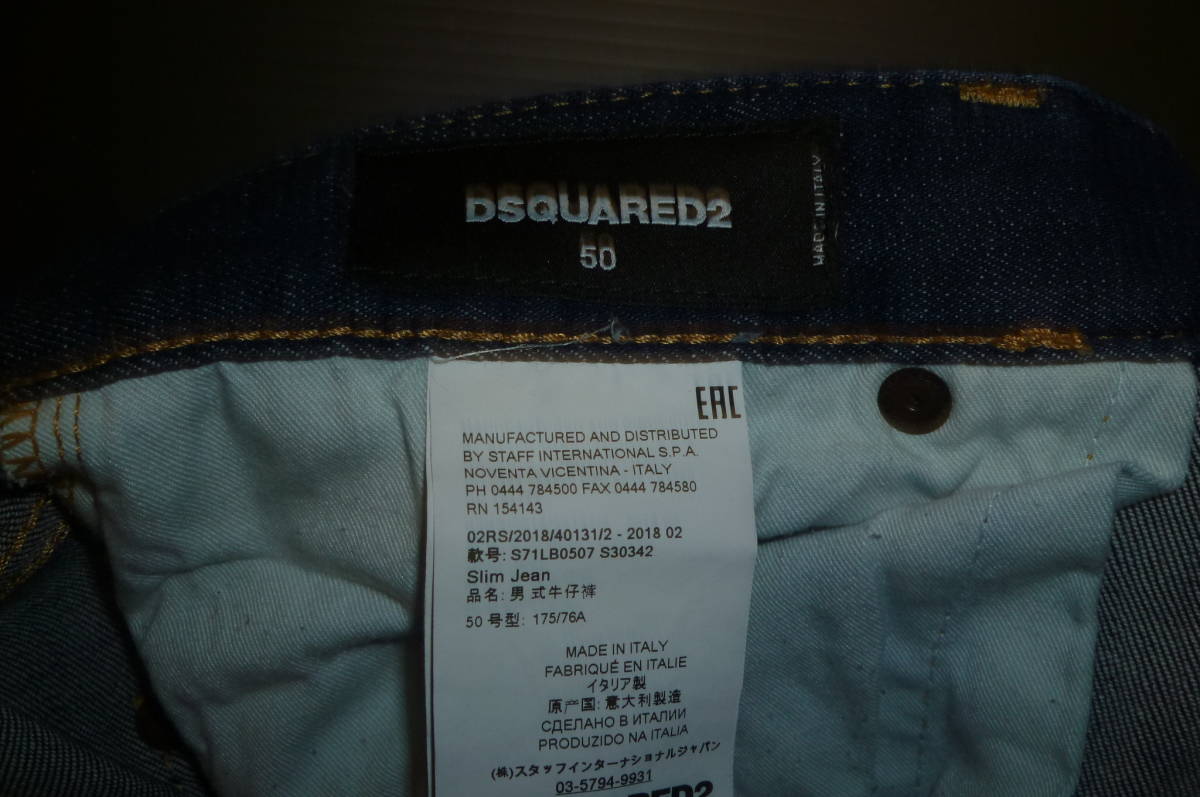 DSQUARED2
50
MADE IN ITALY
EAC
MANUFACTURED AND DISTRIBUTED
BY STAFF INTERNATIONAL S.P.A.
NOVENTA VICENTINA - ITALY
PH 0444 784500 FAX 0444 784580
RN 154143
02RS/2018/40131/2 - 2018 02
款号: S71LB0507 S30342
Slim Jean
品名: 男 式牛仔裤
50 号型: 175/76A
MADE IN ITALY
FABRIQUÉ EN ITALIE
イタリア製
原产国: 意大利製造
СДЕЛАНО В ИТАЛИИ
PRODUZIDO NA ITALIA
(株)スタッフインターナショナルジャパン
03-5794-9931
DSQUARED2